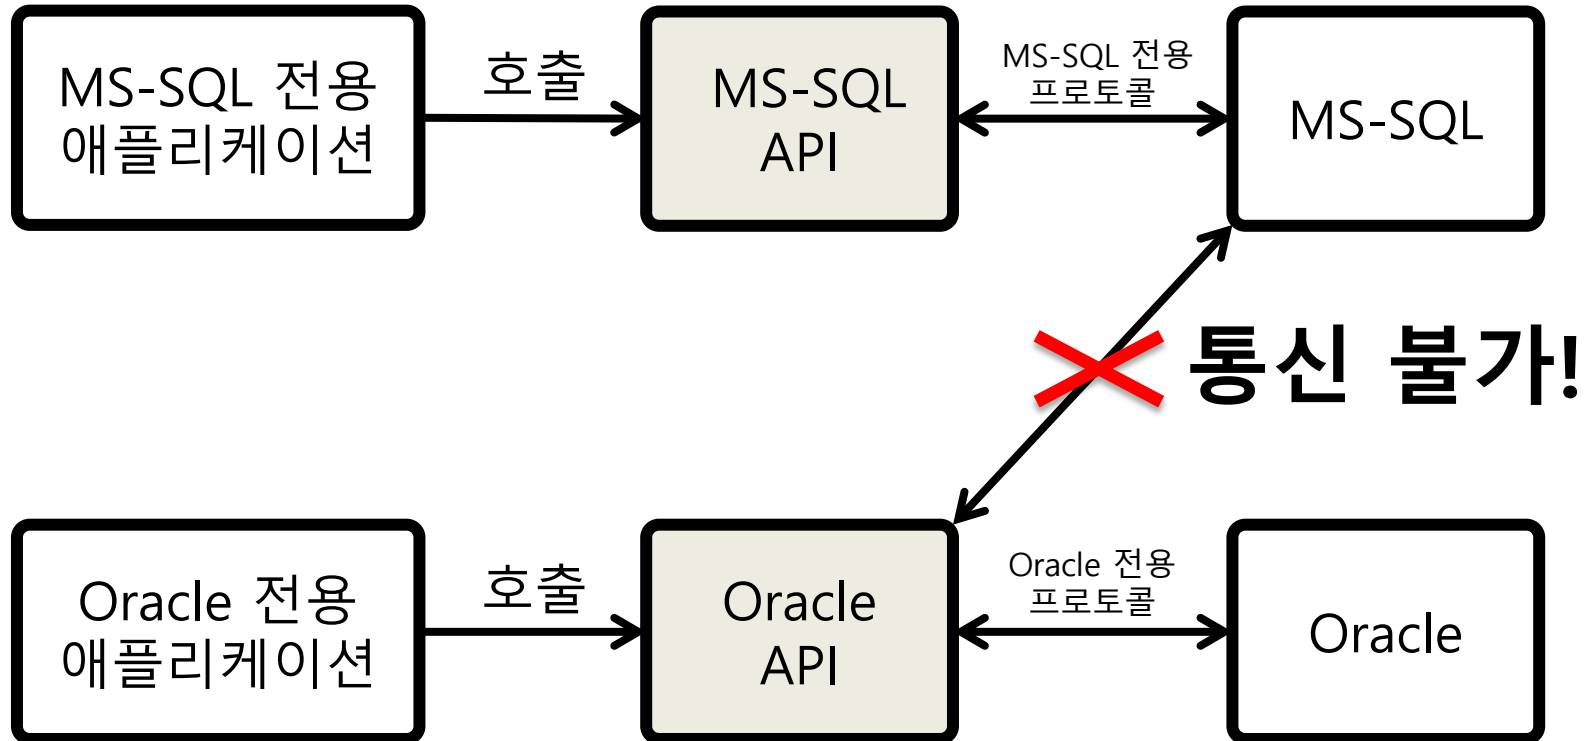 MS-SQL 전용
애플리케이션
호출
MS-SQL
API
MS-SQL 전용
프로토콜
MS-SQL
통신 불가!
Oracle 전용
애플리케이션
호출
Oracle
API
Oracle 전용
프로토콜
Oracle